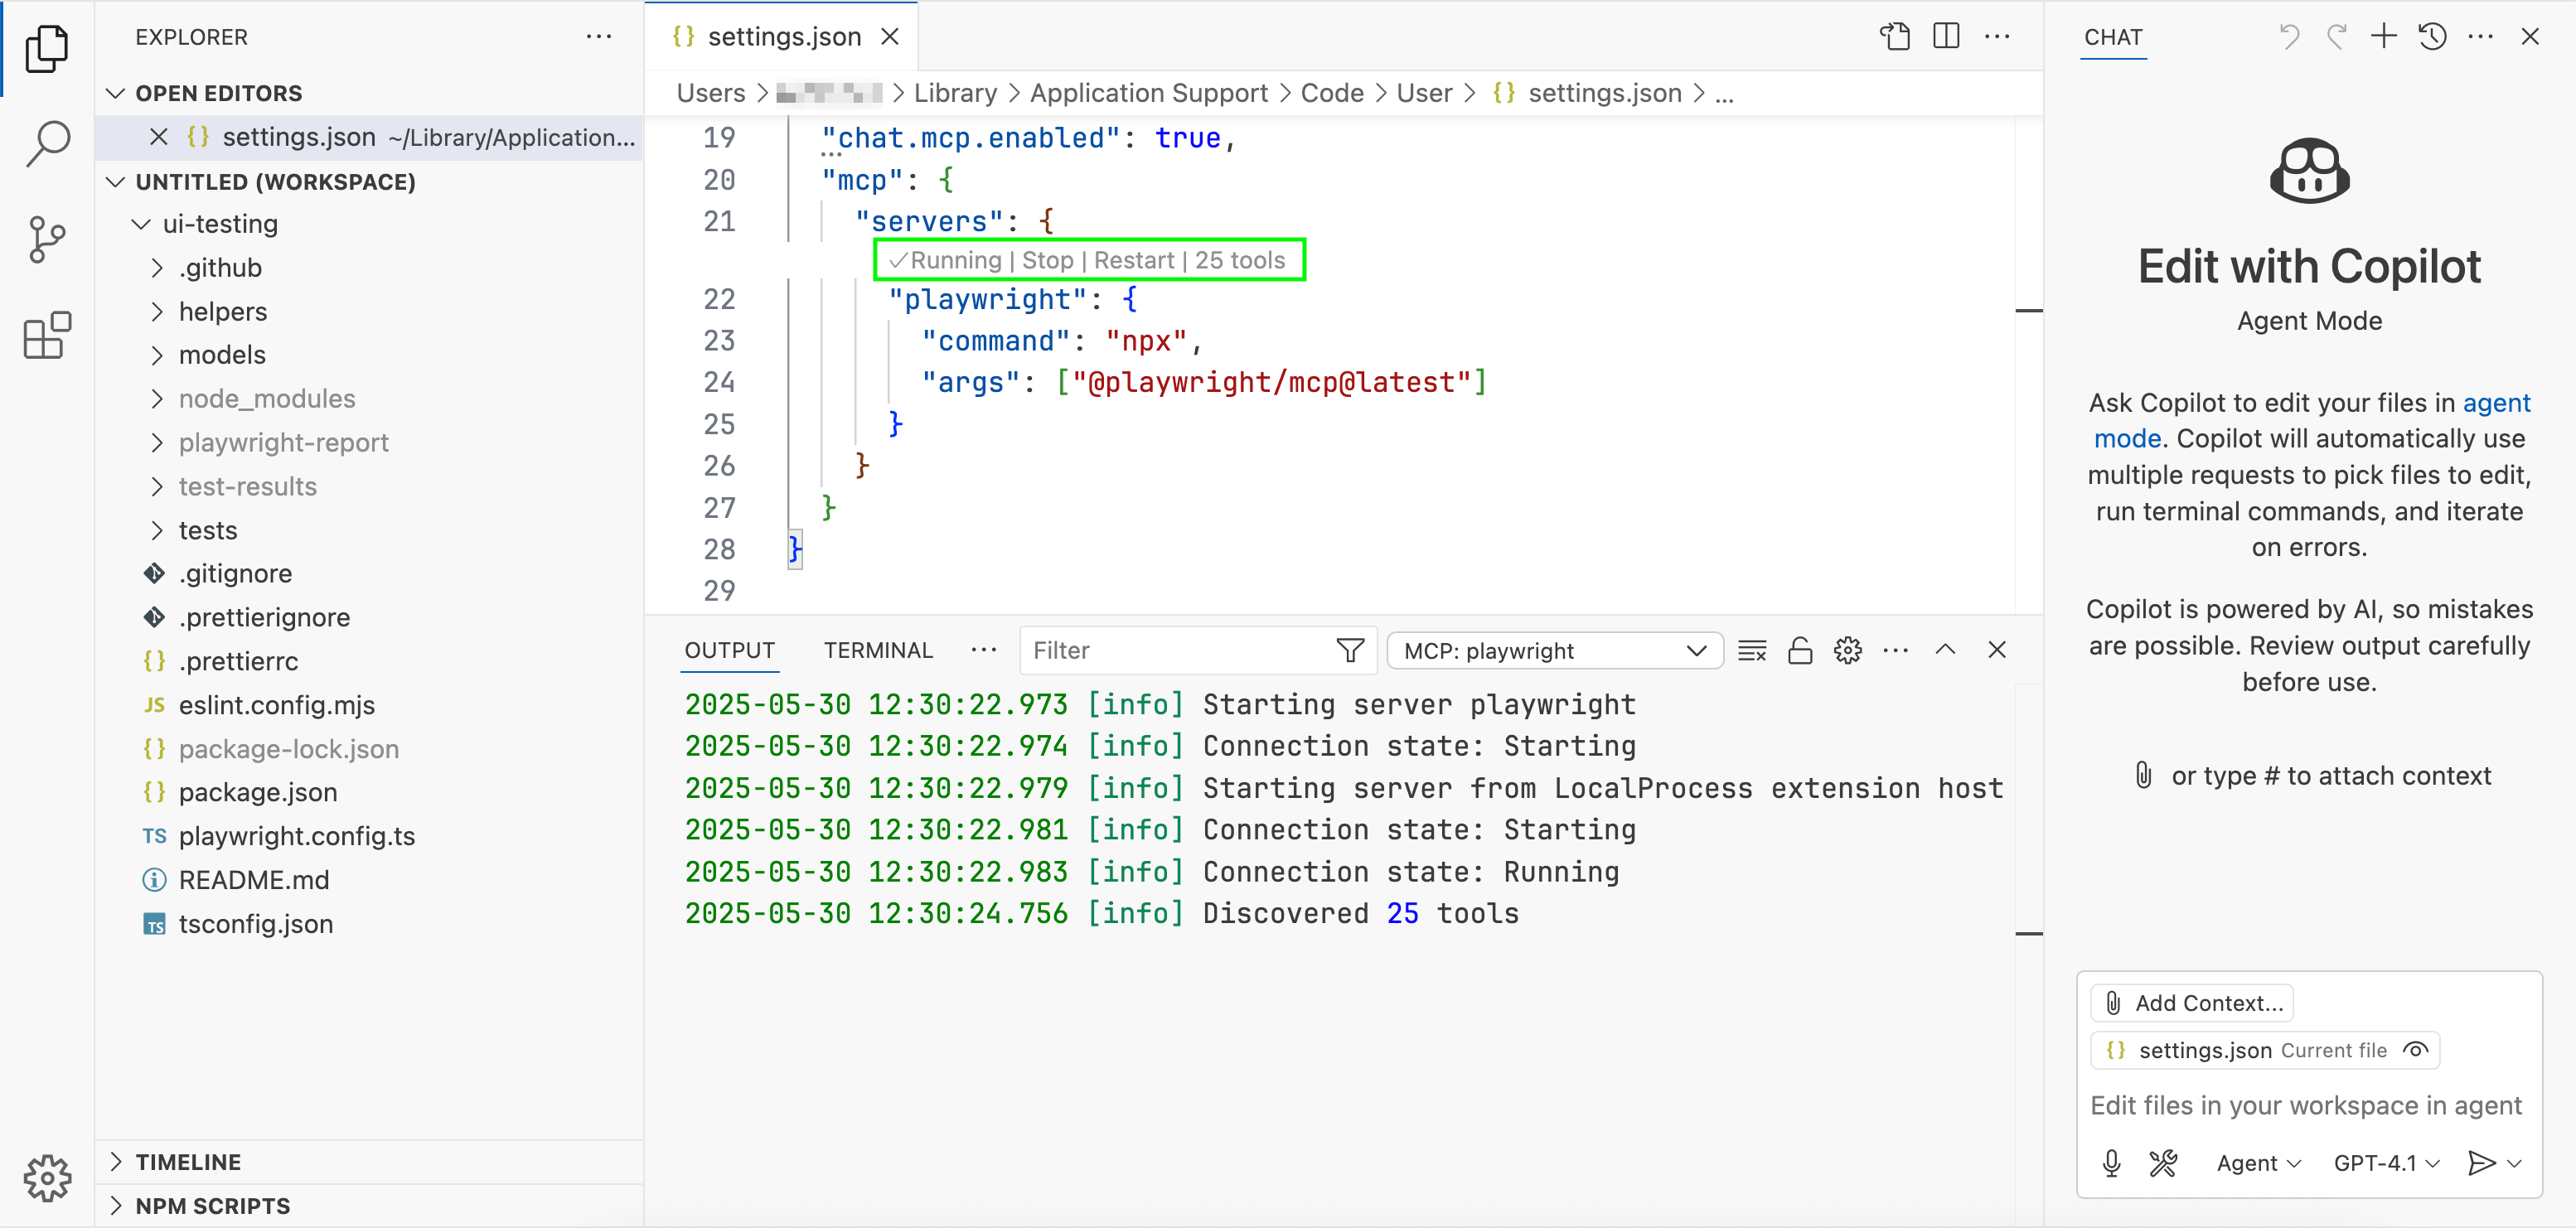 EXPLORER
OPEN EDITORS
settings.json ~/Library/Application...
UNTITLED (WORKSPACE)
ui-testing
.github
helpers
models
node_modules
playwright-report
test-results
tests
.gitignore
.prettierignore
.prettierrc
JS eslint.config.mjs
package-lock.json
package.json
TS playwright.config.ts
README.md
TS tsconfig.json
TIMELINE
NPM SCRIPTS
{} settings.json
Users > Library > Application Support > Code > User > {} settings.json > ...
19 "chat.mcp.enabled": true,
20 "mcp": {
21 "servers": {
✓Running | Stop | Restart | 25 tools
22 "playwright": {
23 "command": "npx",
24 "args": ["@playwright/mcp@latest"]
25 }
26 }
27 }
28 }
29
OUTPUT TERMINAL Filter MCP: playwright
2025-05-30 12:30:22.973 [info] Starting server playwright
2025-05-30 12:30:22.974 [info] Connection state: Starting
2025-05-30 12:30:22.979 [info] Starting server from LocalProcess extension host
2025-05-30 12:30:22.981 [info] Connection state: Starting
2025-05-30 12:30:22.983 [info] Connection state: Running
2025-05-30 12:30:24.756 [info] Discovered 25 tools
CHAT
Edit with Copilot
Agent Mode
Ask Copilot to edit your files in agent
mode. Copilot will automatically use
multiple requests to pick files to edit,
run terminal commands, and iterate
on errors.
Copilot is powered by AI, so mistakes
are possible. Review output carefully
before use.
or type # to attach context
Add Context...
{} settings.json Current file
Edit files in your workspace in agent
Agent GPT-4.1